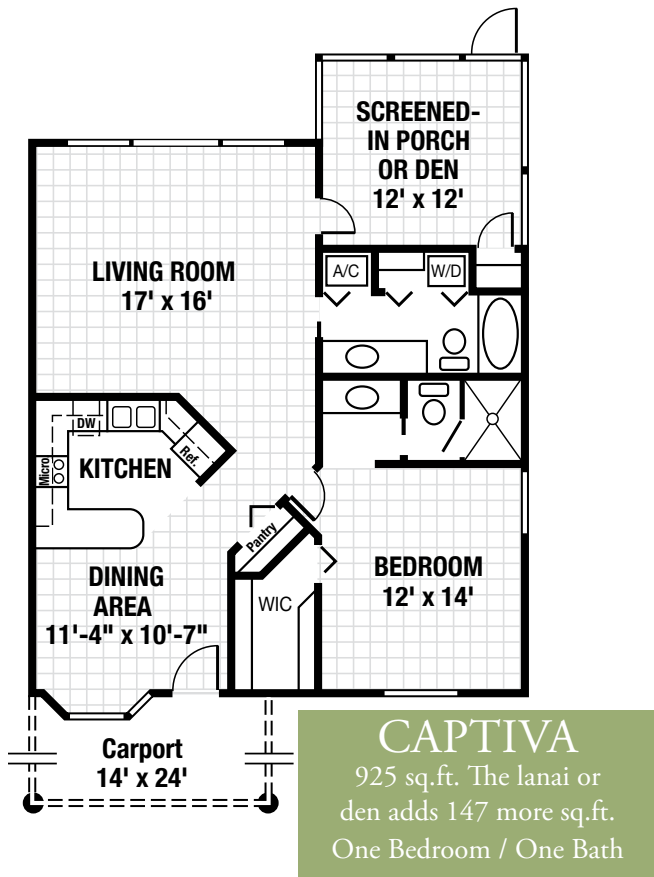 SCREENED-
IN PORCH
OR DEN
12' x 12'
LIVING ROOM
17' x 16'
A/C
W/D
DW
Ref.
Micro
KITCHEN
Pantry
DINING
AREA
11'-4" x 10'-7"
WIC
BEDROOM
12' x 14'
Carport
14' x 24'
CAPTIVA
925 sq.ft. The lanai or
den adds 147 more sq.ft.
One Bedroom / One Bath